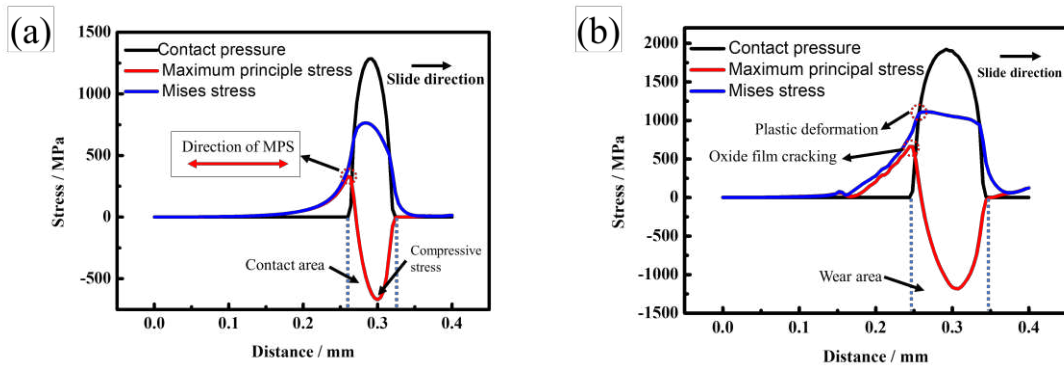 (a)
1500
1000
500
0
-500
Stress / MPa
Contact pressure
Maximum principle stress
Mises stress
Slide direction
Direction of MPS
Contact area
Compressive
stress
0.0 0.1 0.2 0.3 0.4
Distance / mm
(b)
2000
1500
1000
500
0
-500
-1000
-1500
Stress / MPa
Contact pressure
Maximum principal stress
Mises stress
Slide direction
Plastic deformation
Oxide film cracking
Wear area
0.0 0.1 0.2 0.3 0.4
Distance / mm